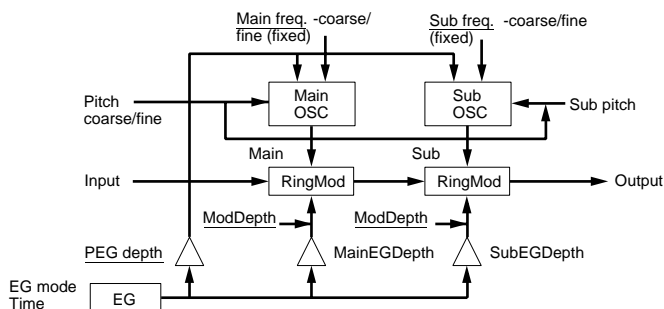 Main freq. -coarse/
fine (fixed)
Sub freq. -coarse/fine
(fixed)
Pitch
coarse/fine
Main
OSC
Sub
OSC
Sub pitch
Main
Sub
Input
RingMod
RingMod
Output
ModDepth
ModDepth
PEG depth
MainEGDepth
SubEGDepth
EG mode
Time
EG